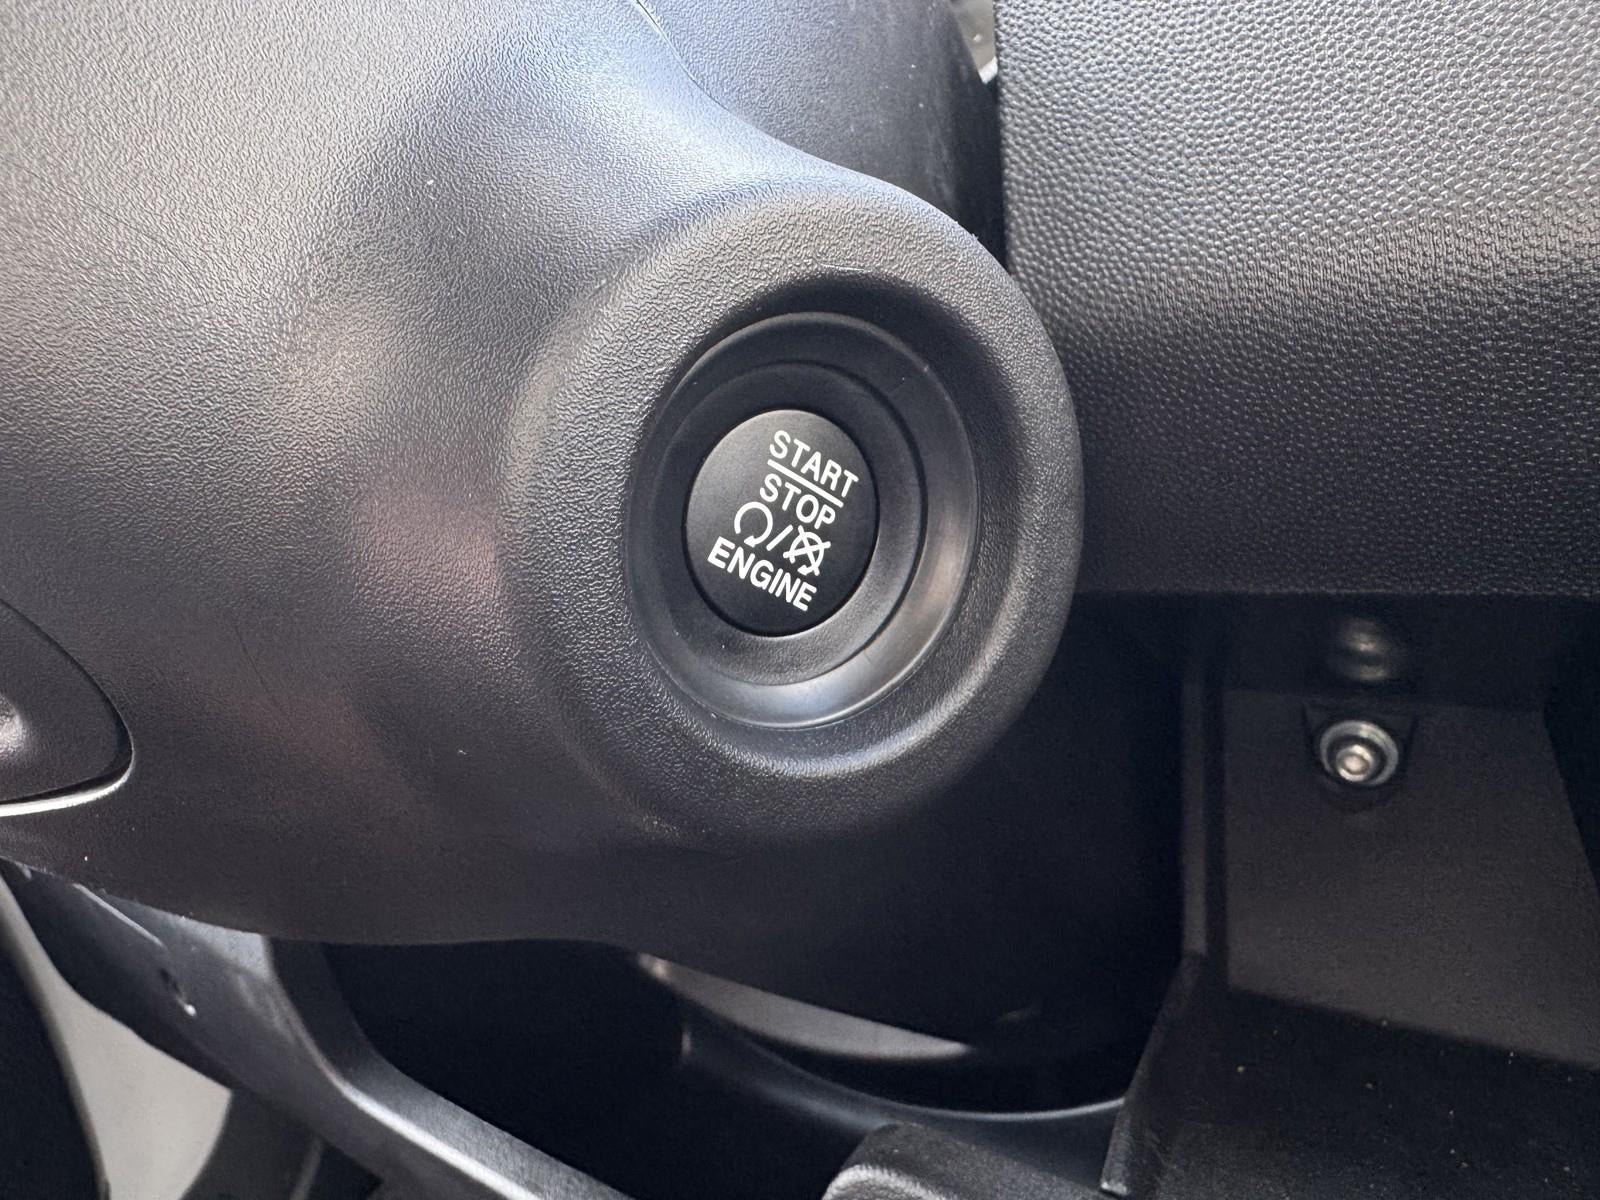 START
STOP
/
ENGINE